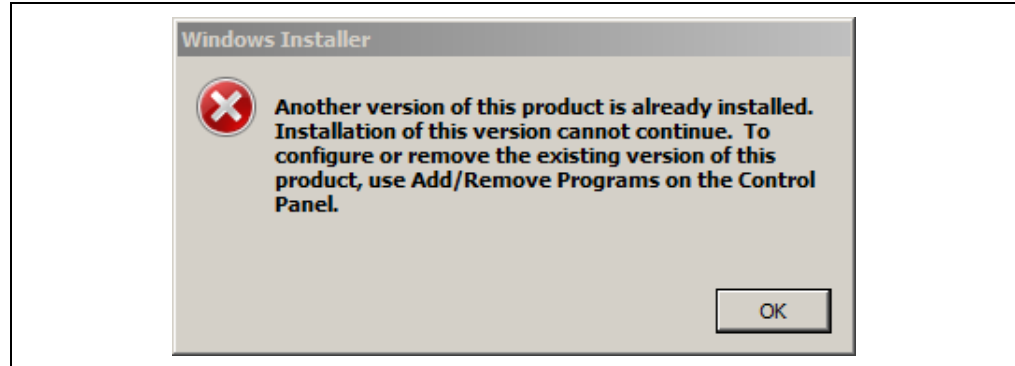 Windows Installer
Another version of this product is already installed.
Installation of this version cannot continue.  To
configure or remove the existing version of this
product, use Add/Remove Programs on the Control
Panel.
OK